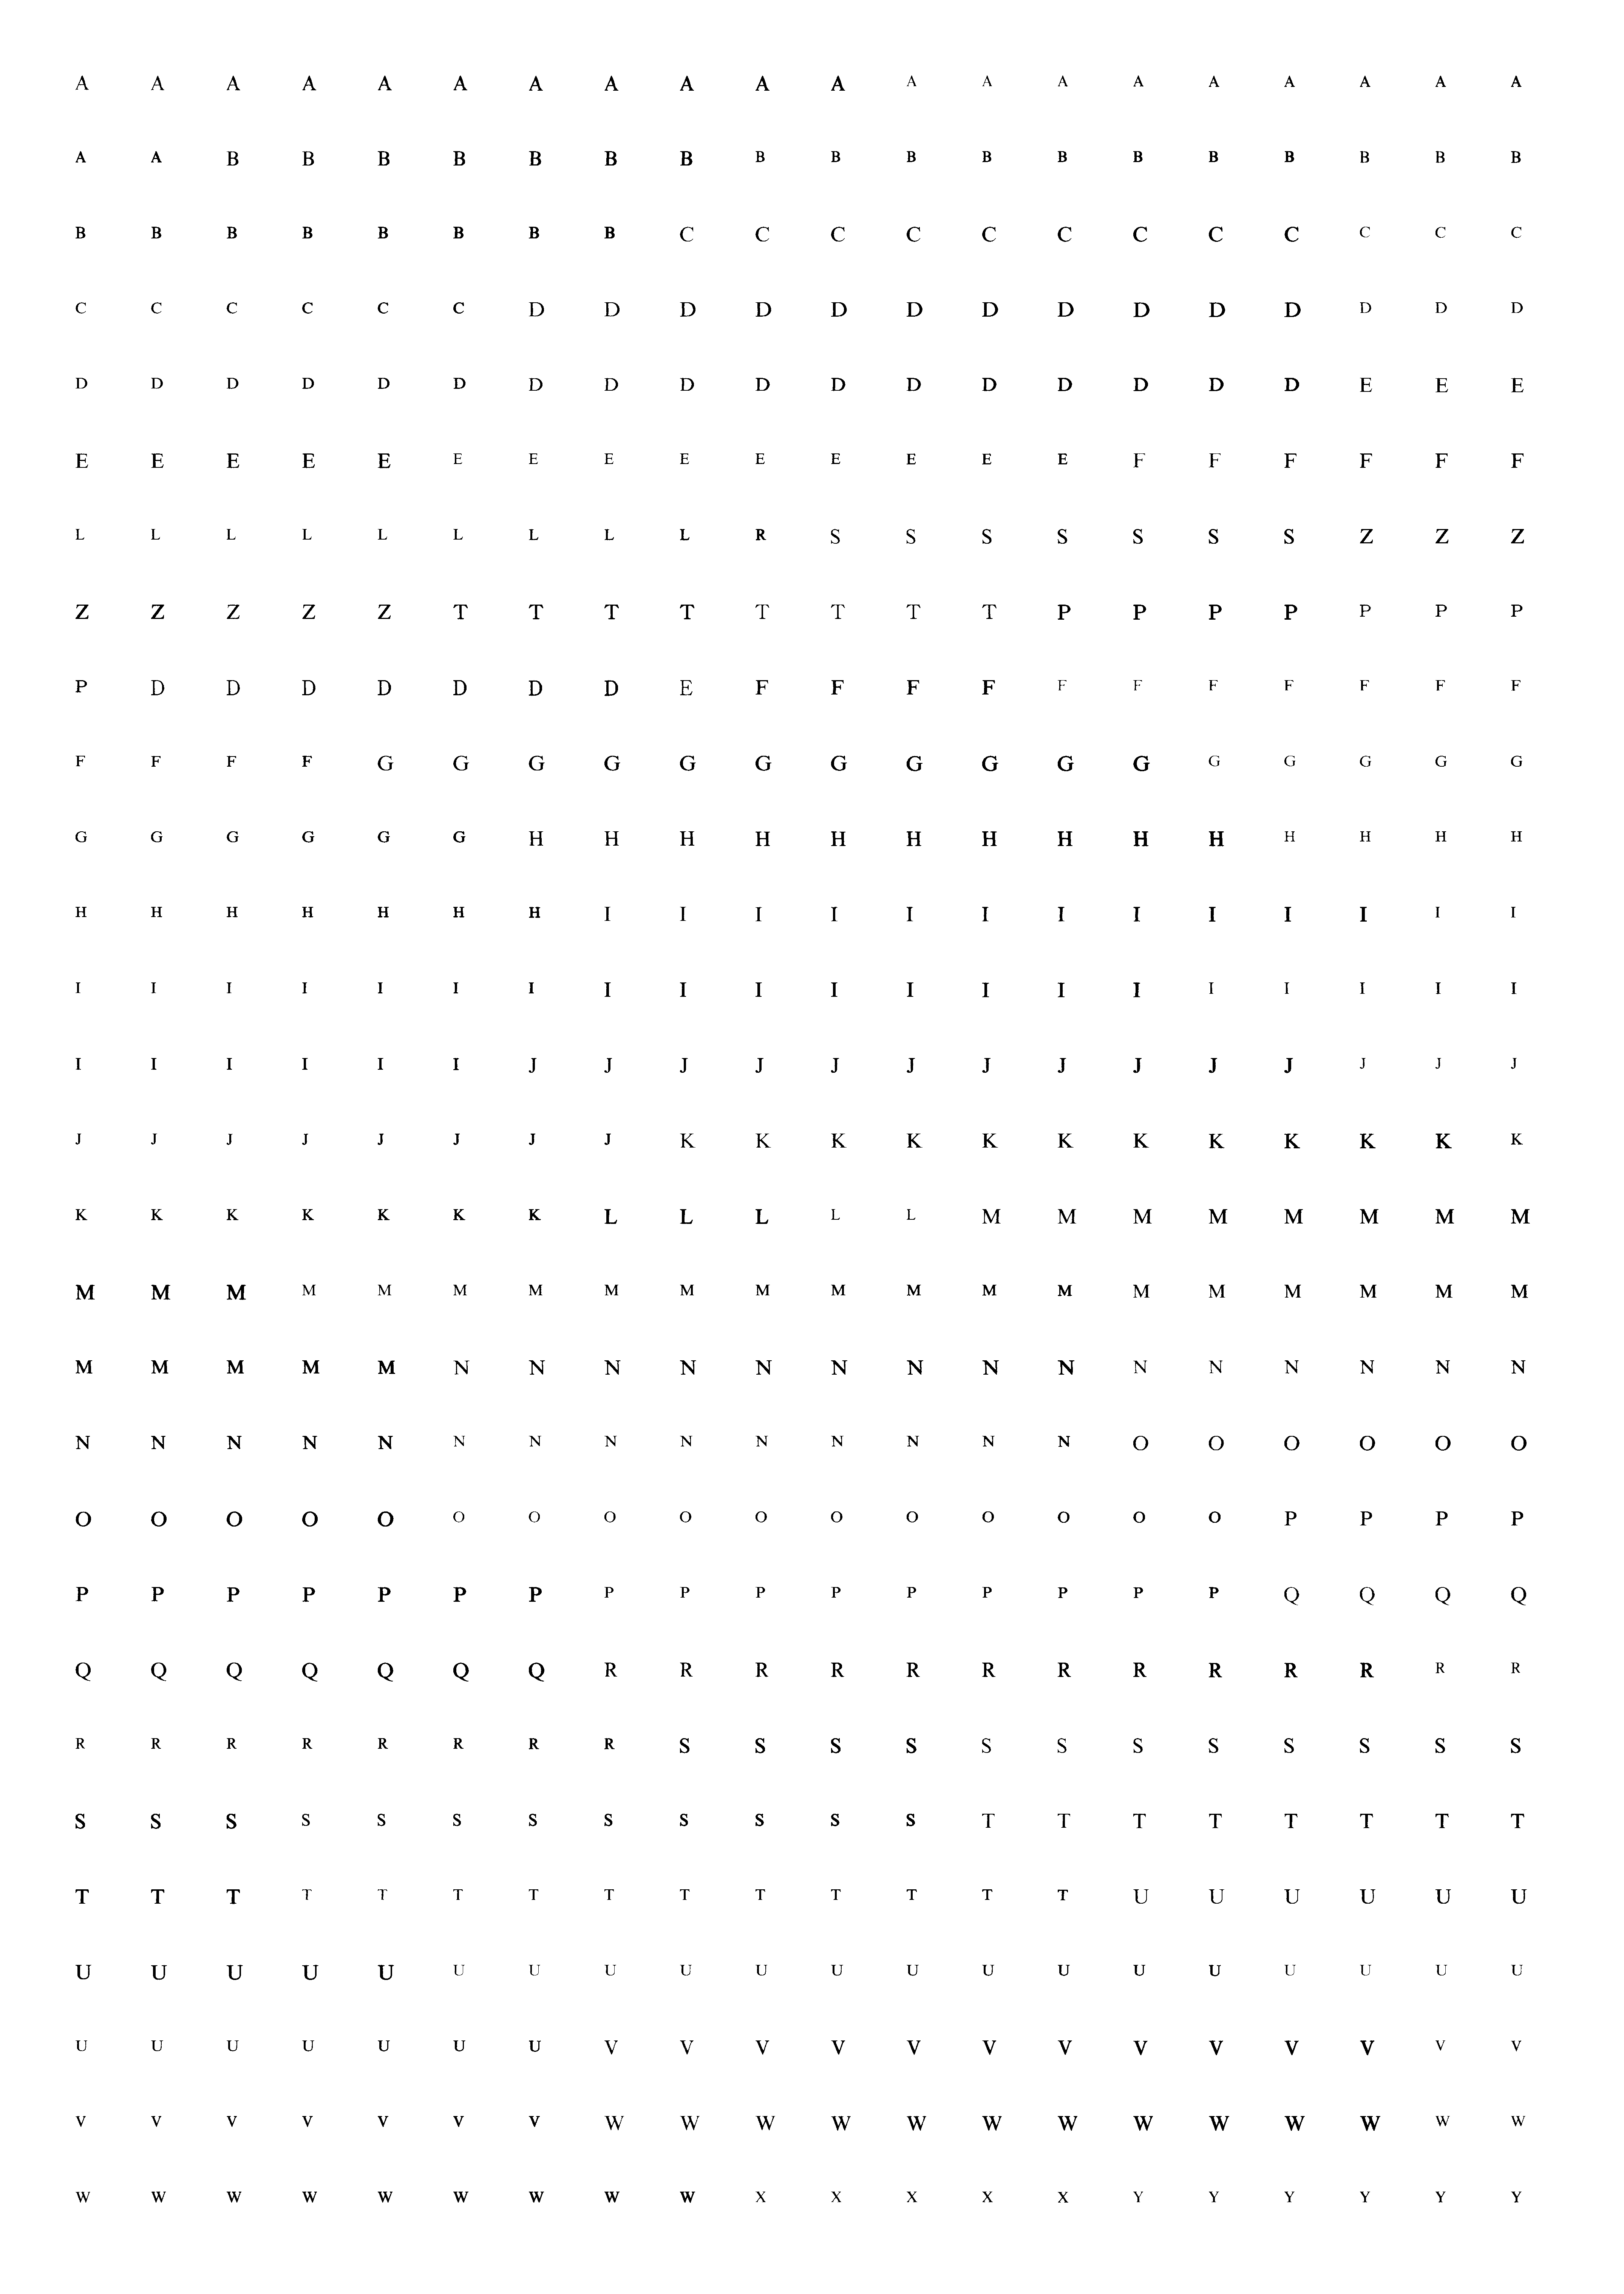 A A A A A A A A A A A A A A A A A A A A
A A B B B B B B B B B B B B B B B B B B
B B B B B B B B C C C C C C C C C C C C
C C C C C C D D D D D D D D D D D D D D
D D D D D D D D D D D D D D D D D E E E
E E E E E E E E E E E E E E F F F F F F
L L L L L L L L L R S S S S S S S Z Z Z
Z Z Z Z Z T T T T T T T T P P P P P P P
P D D D D D D D E F F F F F F F F F F F
F F F F G G G G G G G G G G G G G G G G
G G G G G G H H H H H H H H H H H H H H
H H H H H H H I I I I I I I I I I I I I
I I I I I I I I I I I I I I I I I I I I
I I I I I I J J J J J J J J J J J J J J
J J J J J J J J K K K K K K K K K K K K
K K K K K K K L L L L L M M M M M M M M
M M M M M M M M M M M M M M M M M M M M
M M M M M N N N N N N N N N N N N N N N
N N N N N N N N N N N N N N O O O O O O
O O O O O O O O O O O O O O O O P P P P
P P P P P P P P P P P P P P P P Q Q Q Q
Q Q Q Q Q Q Q R R R R R R R R R R R R R
R R R R R R R R S S S S S S S S S S S S
S S S S S S S S S S S S T T T T T T T T
T T T T T T T T T T T T T T U U U U U U
U U U U U U U U U U U U U U U U U U U U
U U U U U U U V V V V V V V V V V V V V
V V V V V V V W W W W W W W W W W W W W
W W W W W W W W W X X X X X Y Y Y Y Y Y